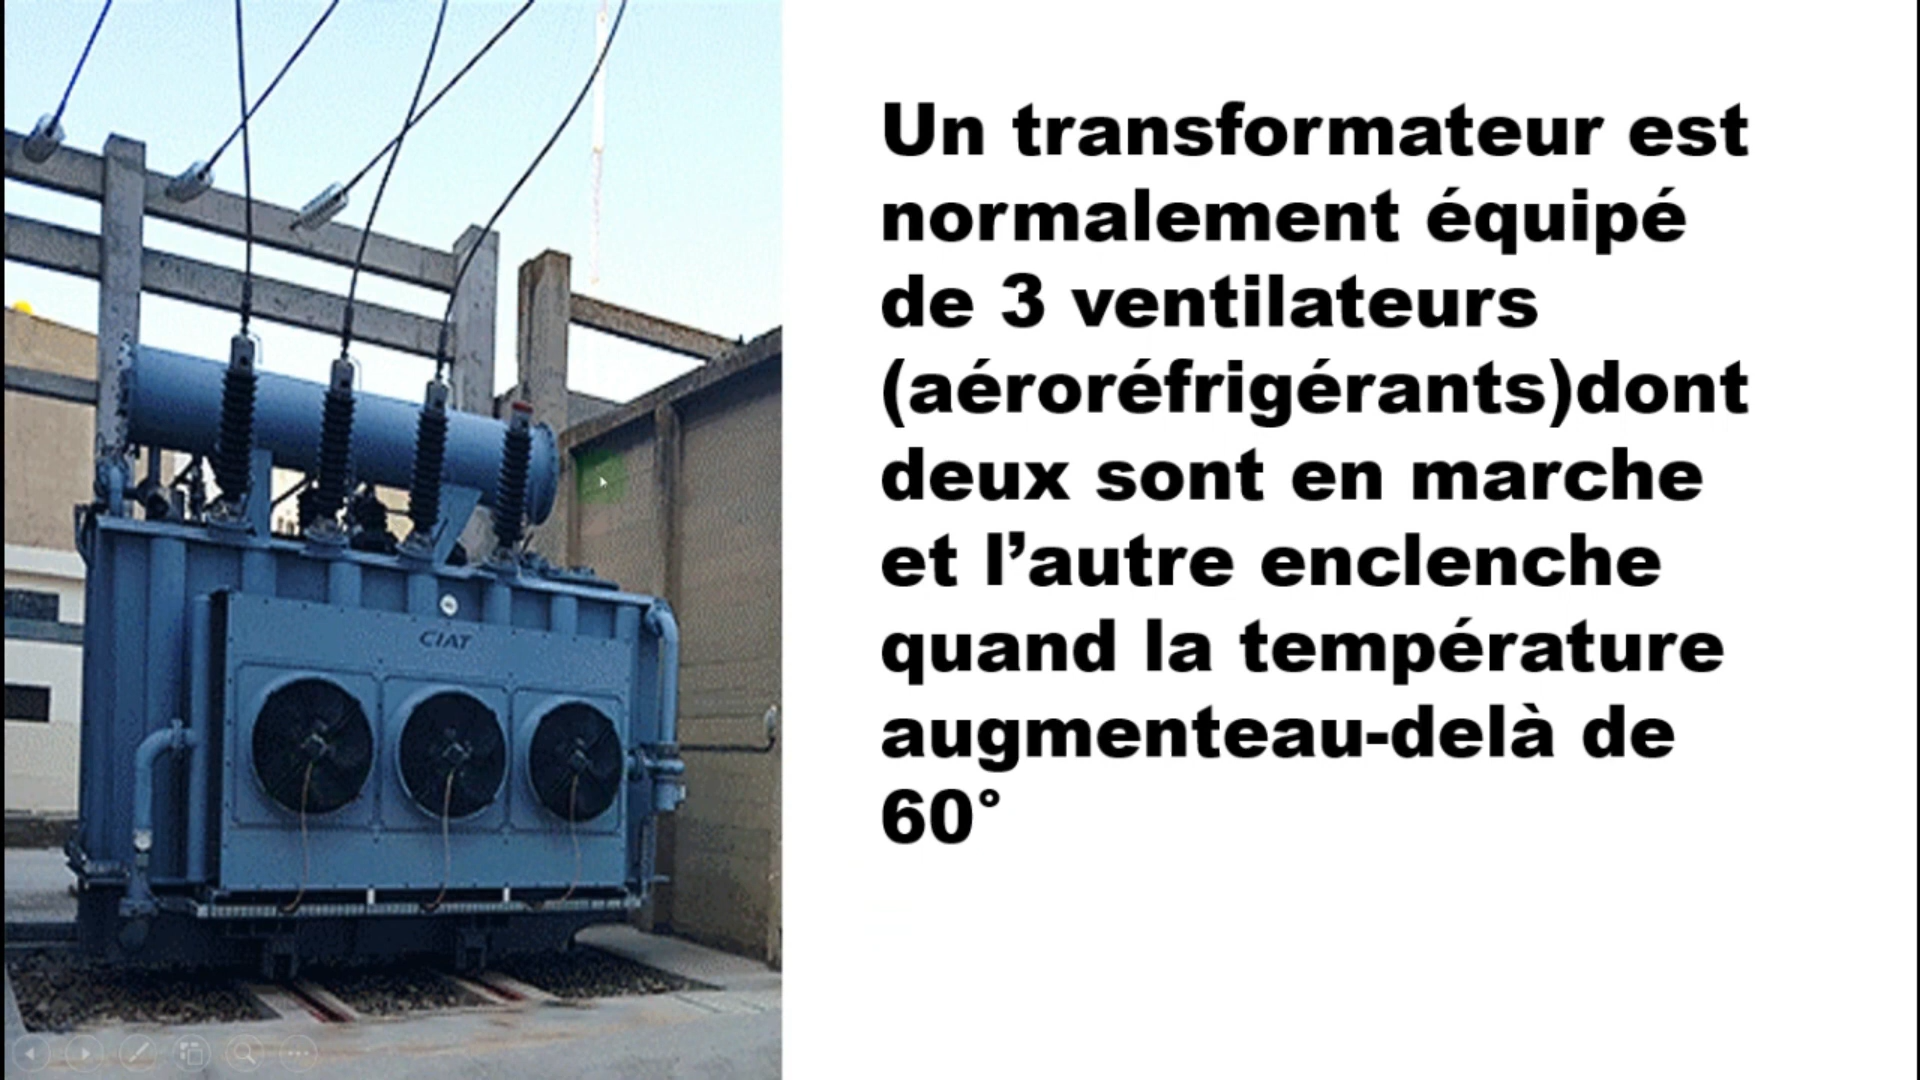 Un transformateur est
normalement équipé
de 3 ventilateurs
(aéroréfrigérants)dont
deux sont en marche
et l’autre enclenche
quand la température
augmenteau-delà de
60°
CIAT